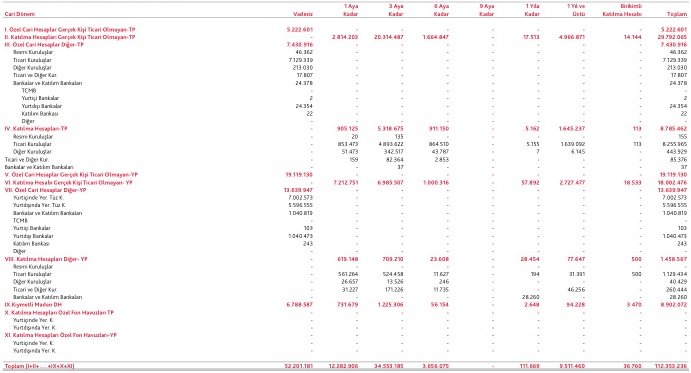 Cari Dönem Vadesiz 1 Aya Kadar 3 Aya Kadar 6 Aya Kadar 9 Aya Kadar 1 Yıla Kadar 1 Yıl ve Üstü Birikimli Katılma Hesabı Toplam
I. Özel Cari Hesaplar Gerçek Kişi Ticari Olmayan-TP 5.222.601 - - - - - - - 5.222.601
II. Katılma Hesapları Gerçek Kişi Ticari Olmayan-TP - 2.814.203 20.314.487 1.664.847 - 17.513 4.966.871 14.144 29.792.065
III. Özel Cari Hesaplar Diğer-TP 7.430.916 - - - - - - - 7.430.916
Resmi Kuruluşlar 46.362 - - - - - - - 46.362
Ticari Kuruluşlar 7.129.339 - - - - - - - 7.129.339
Diğer Kuruluşlar 213.030 - - - - - - - 213.030
Ticari ve Diğer Kur. 17.807 - - - - - - - 17.807
Bankalar ve Katılım Bankaları 24.378 - - - - - - - 24.378
TCMB - - - - - - - - -
Yurtiçi Bankalar 2 - - - - - - - 2
Yurtdışı Bankalar 24.354 - - - - - - - 24.354
Katılım Bankası 22 - - - - - - - 22
Diğer - - - - - - - - -
IV. Katılma Hesapları-TP - 905.125 5.318.675 911.150 - 5.162 1.645.237 113 8.785.462
Resmi Kuruluşlar - 20 135 - - - - - 155
Ticari Kuruluşlar - 853.473 4.893.622 864.510 - 5.155 1.639.092 113 8.255.965
Diğer Kuruluşlar - 51.473 342.517 43.787 - 7 6.145 - 443.929
Ticari ve Diğer Kur. - 159 82.364 2.853 - - - - 85.376
Bankalar ve Katılım Bankaları - - 37 - - - - - 37
V. Özel Cari Hesaplar Gerçek Kişi Ticari Olmayan-YP 19.119.130 - - - - - - - 19.119.130
VI. Katılma Hesabı Gerçek Kişi Ticari Olmayan- YP - 7.212.751 6.985.507 1.000.316 - 57.892 2.727.477 18.533 18.002.476
VII. Özel Cari Hesaplar Diğer-YP 13.639.947 - - - - - - - 13.639.947
Yurtiçinde Yer. Tüz K. 7.002.573 - - - - - - - 7.002.573
Yurtdışında Yer. Tüz K. 5.596.555 - - - - - - - 5.596.555
Bankalar ve Katılım Bankaları 1.040.819 - - - - - - - 1.040.819
TCMB - - - - - - - - -
Yurtiçi Bankalar 103 - - - - - - - 103
Yurtdışı Bankalar 1.040.473 - - - - - - - 1.040.473
Katılım Bankası 243 - - - - - - - 243
Diğer - - - - - - - - -
VIII. Katılma Hesapları Diğer- YP - 619.148 709.210 23.608 - 28.454 77.647 500 1.458.567
Resmi Kuruluşlar - - - - - - - - -
Ticari Kuruluşlar - 561.264 524.458 11.627 - 194 31.391 500 1.129.434
Diğer Kuruluşlar - 26.657 13.526 246 - - - - 40.429
Ticari ve Diğer Kur. - 31.227 171.226 11.735 - - 46.256 - 260.444
Bankalar ve Katılım Bankaları - - - - - 28.260 - - 28.260
IX Kıymetli Maden DH 6.788.587 731.679 1.225.306 56.154 - 2.648 94.228 3.470 8.902.072
X. Katılma Hesapları Özel Fon Havuzları TP - - - - - - - - -
Yurtiçinde Yer. K. - - - - - - - - -
Yurtdışında Yer. K. - - - - - - - - -
XI. Katılma Hesapları Özel Fon Havuzları-YP - - - - - - - - -
Yurtiçinde Yer. K. - - - - - - - - -
Yurtdışında Yer. K. - - - - - - - - -
Toplam (I+II+ .....+IX+X+XI) 52.201.181 12.282.906 34.553.185 3.656.075 - 111.669 9.511.460 36.760 112.353.236